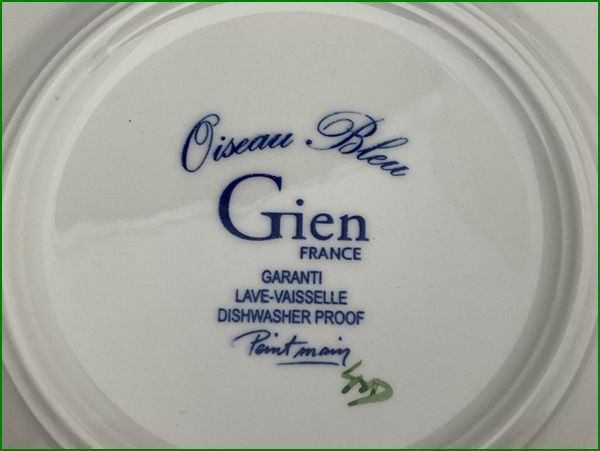 Oiseau Bleu
Gien
FRANCE
GARANTI
LAVE-VAISSELLE
DISHWASHER PROOF
Peint main